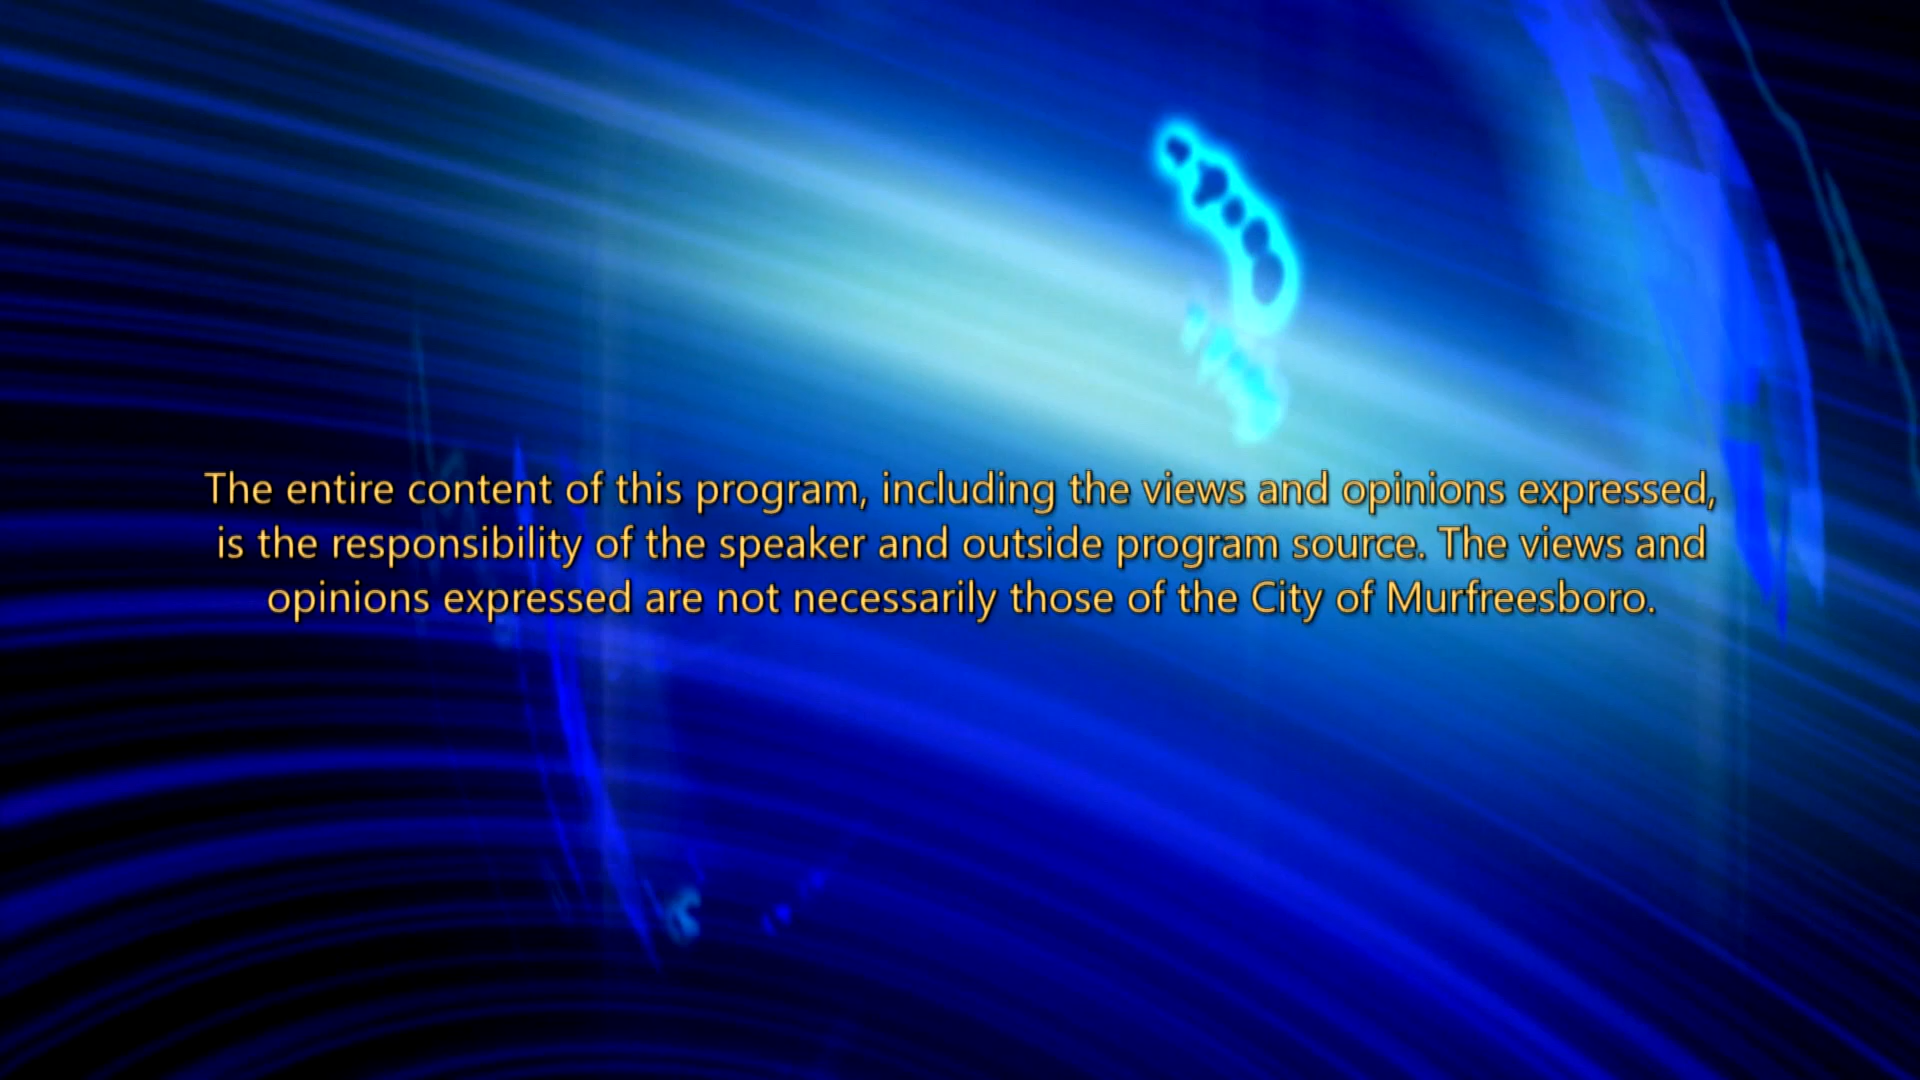 The entire content of this program, including the views and opinions expressed,
is the responsibility of the speaker and outside program source. The views and
opinions expressed are not necessarily those of the City of Murfreesboro.